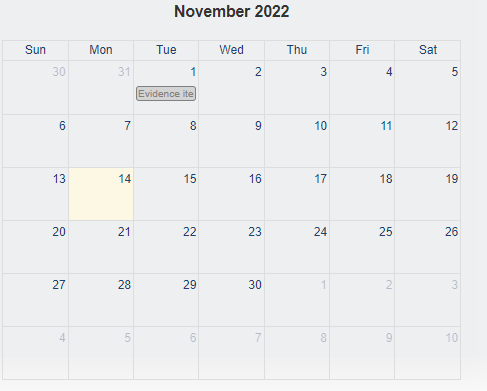 November 2022
Sun Mon Tue Wed Thu Fri Sat
30 31 1 2 3 4 5
Evidence ite
6 7 8 9 10 11 12
13 14 15 16 17 18 19
20 21 22 23 24 25 26
27 28 29 30 1 2 3
4 5 6 7 8 9 10